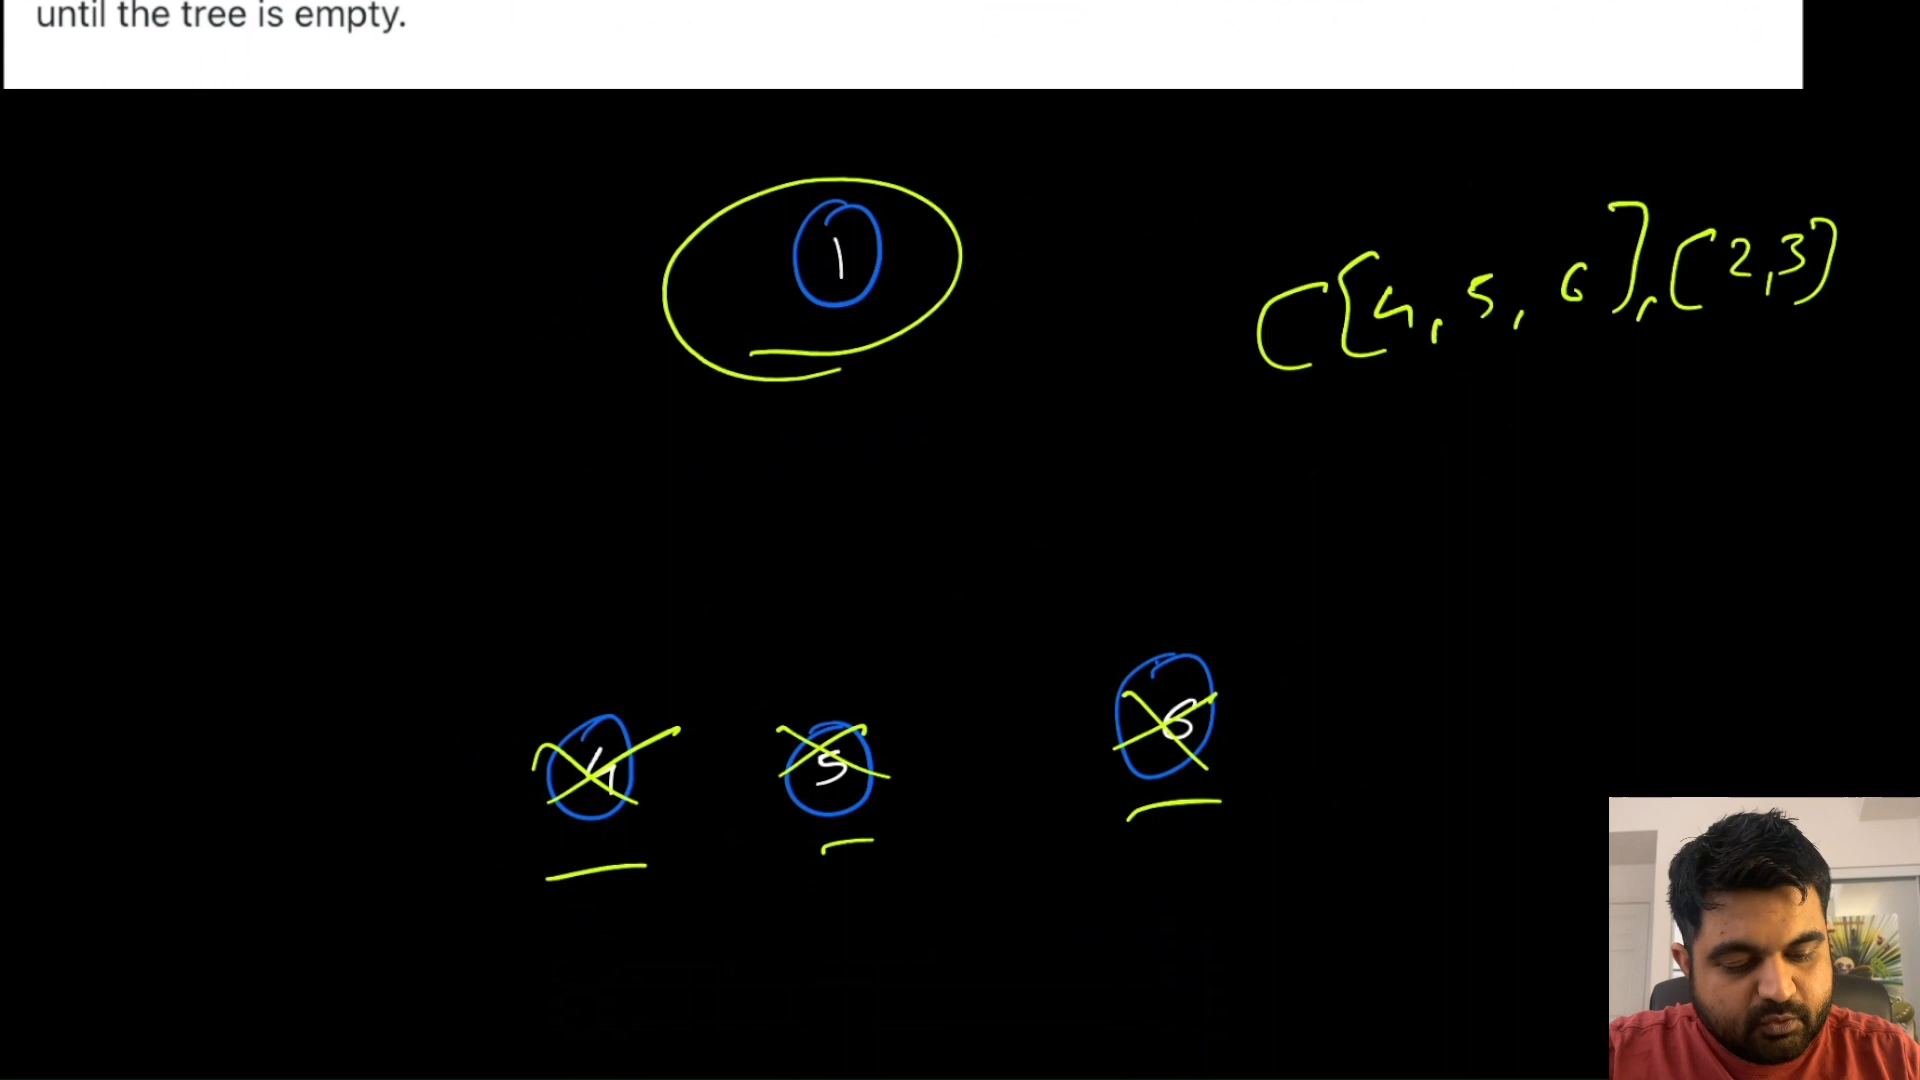 until the tree is empty.
1
[[4, 5, 6], [2,3]
4
5
6